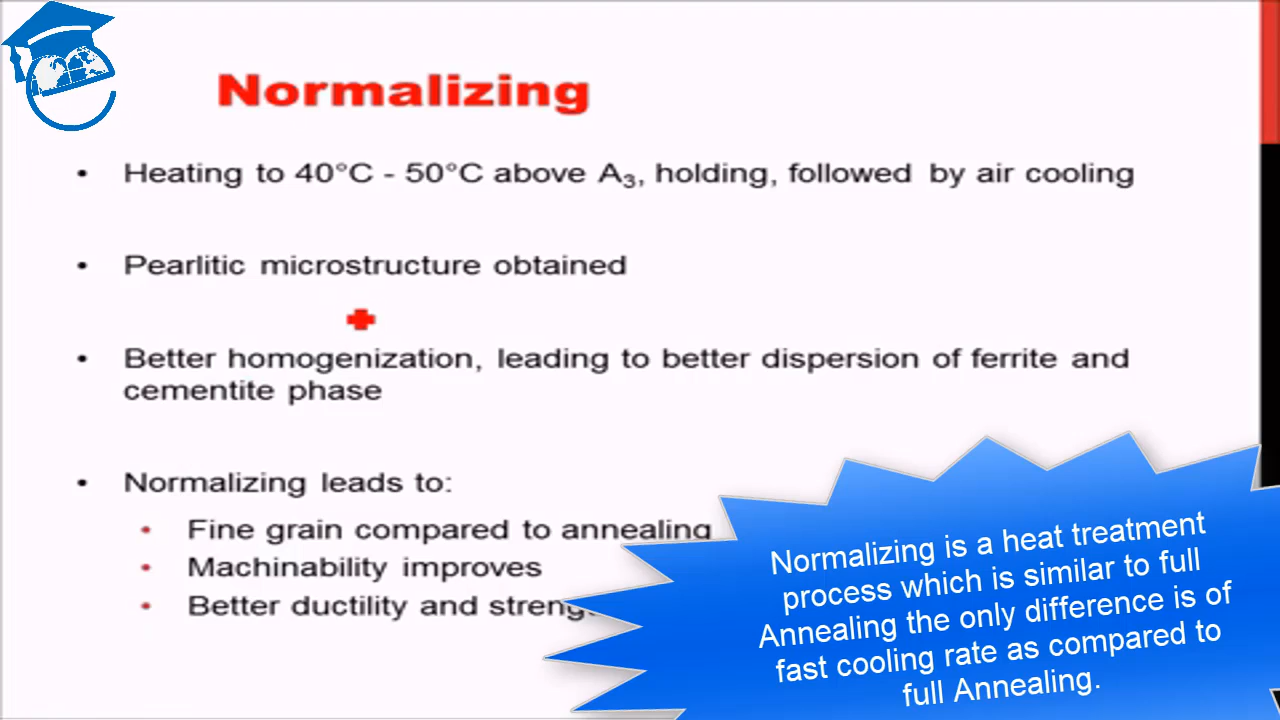 Normalizing
• Heating to 40°C - 50°C above A₃, holding, followed by air cooling
• Pearlitic microstructure obtained
• Better homogenization, leading to better dispersion of ferrite and
cementite phase
• Normalizing leads to:
• Fine grain compared to annealing
• Machinability improves
• Better ductility and
Normalizing is a heat treatment
process which is similar to full
Annealing the only difference is of
fast cooling rate as compared to
full Annealing.